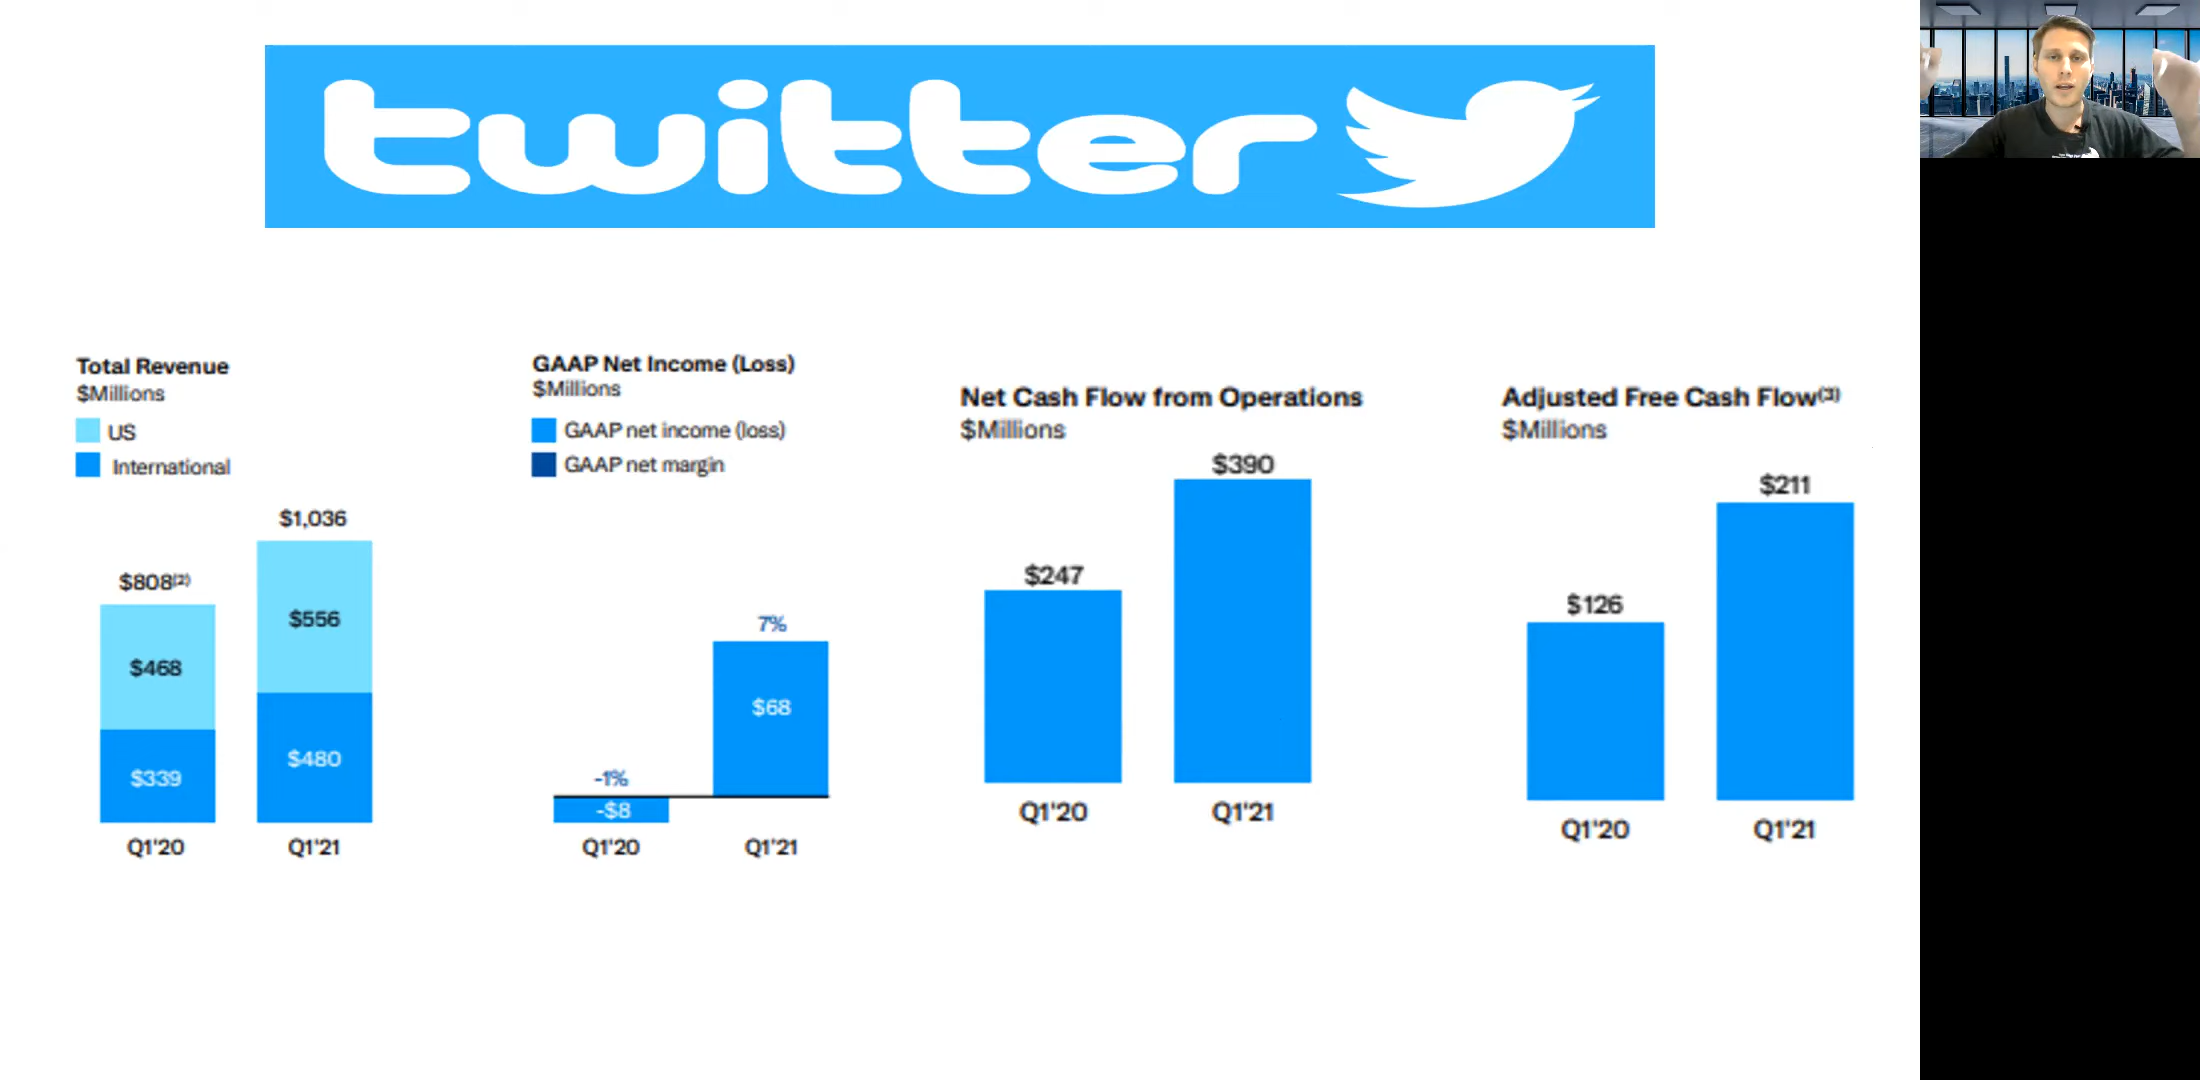 twitter
Total Revenue
$Millions
US
International
$808(2)
$468
$339
Q1'20
$1,036
$556
$480
Q1'21
GAAP Net Income (Loss)
$Millions
GAAP net income (loss)
GAAP net margin
-1%
-$8
Q1'20
7%
$68
Q1'21
Net Cash Flow from Operations
$Millions
$247
Q1'20
$390
Q1'21
Adjusted Free Cash Flow(3)
$Millions
$126
Q1'20
$211
Q1'21